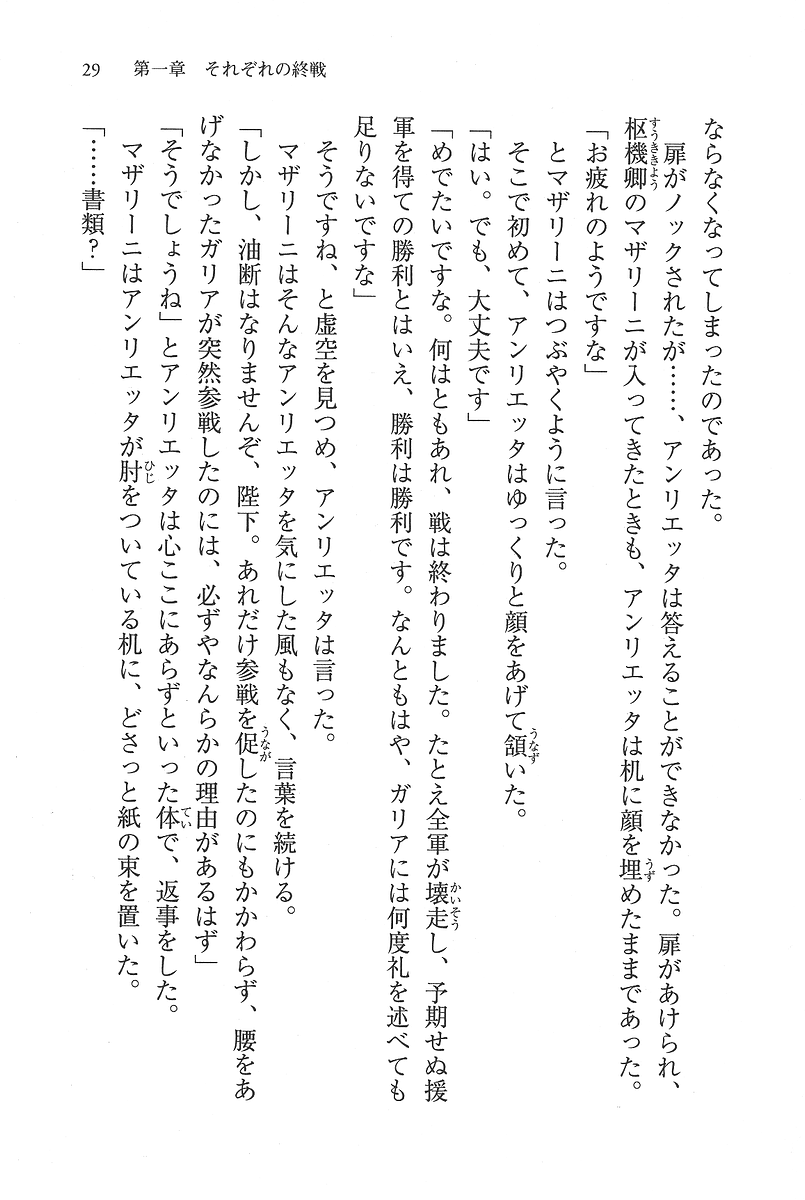 29　第一章　それぞれの終戦
ならなくなってしまったのであった。
　扉がノックされたが……、アンリエッタは答えることができなかった。扉があけられ、
枢機卿のマザリーニが入ってきたときも、アンリエッタは机に顔を埋めたままであった。
「お疲れのようですな」
　とマザリーニはつぶやくように言った。
　そこで初めて、アンリエッタはゆっくりと顔をあげて頷いた。
「はい。でも、大丈夫です」
「めでたいですな。何はともあれ、戦は終わりました。たとえ全軍が壊走し、予期せぬ援
軍を得ての勝利とはいえ、勝利は勝利です。なんともはや、ガリアには何度礼を述べても
足りないですな」
　そうですね、と虚空を見つめ、アンリエッタは言った。
　マザリーニはそんなアンリエッタを気にした風もなく、言葉を続ける。
「しかし、油断はなりませんぞ、陛下。あれだけ参戦を促したのにもかかわらず、腰をあ
げなかったガリアが突然参戦したのには、必ずやなんらかの理由があるはず」
「そうでしょうね」とアンリエッタは心ここにあらずといった体で、返事をした。
　マザリーニはアンリエッタが肘をついている机に、どさっと紙の束を置いた。
「……書類？」